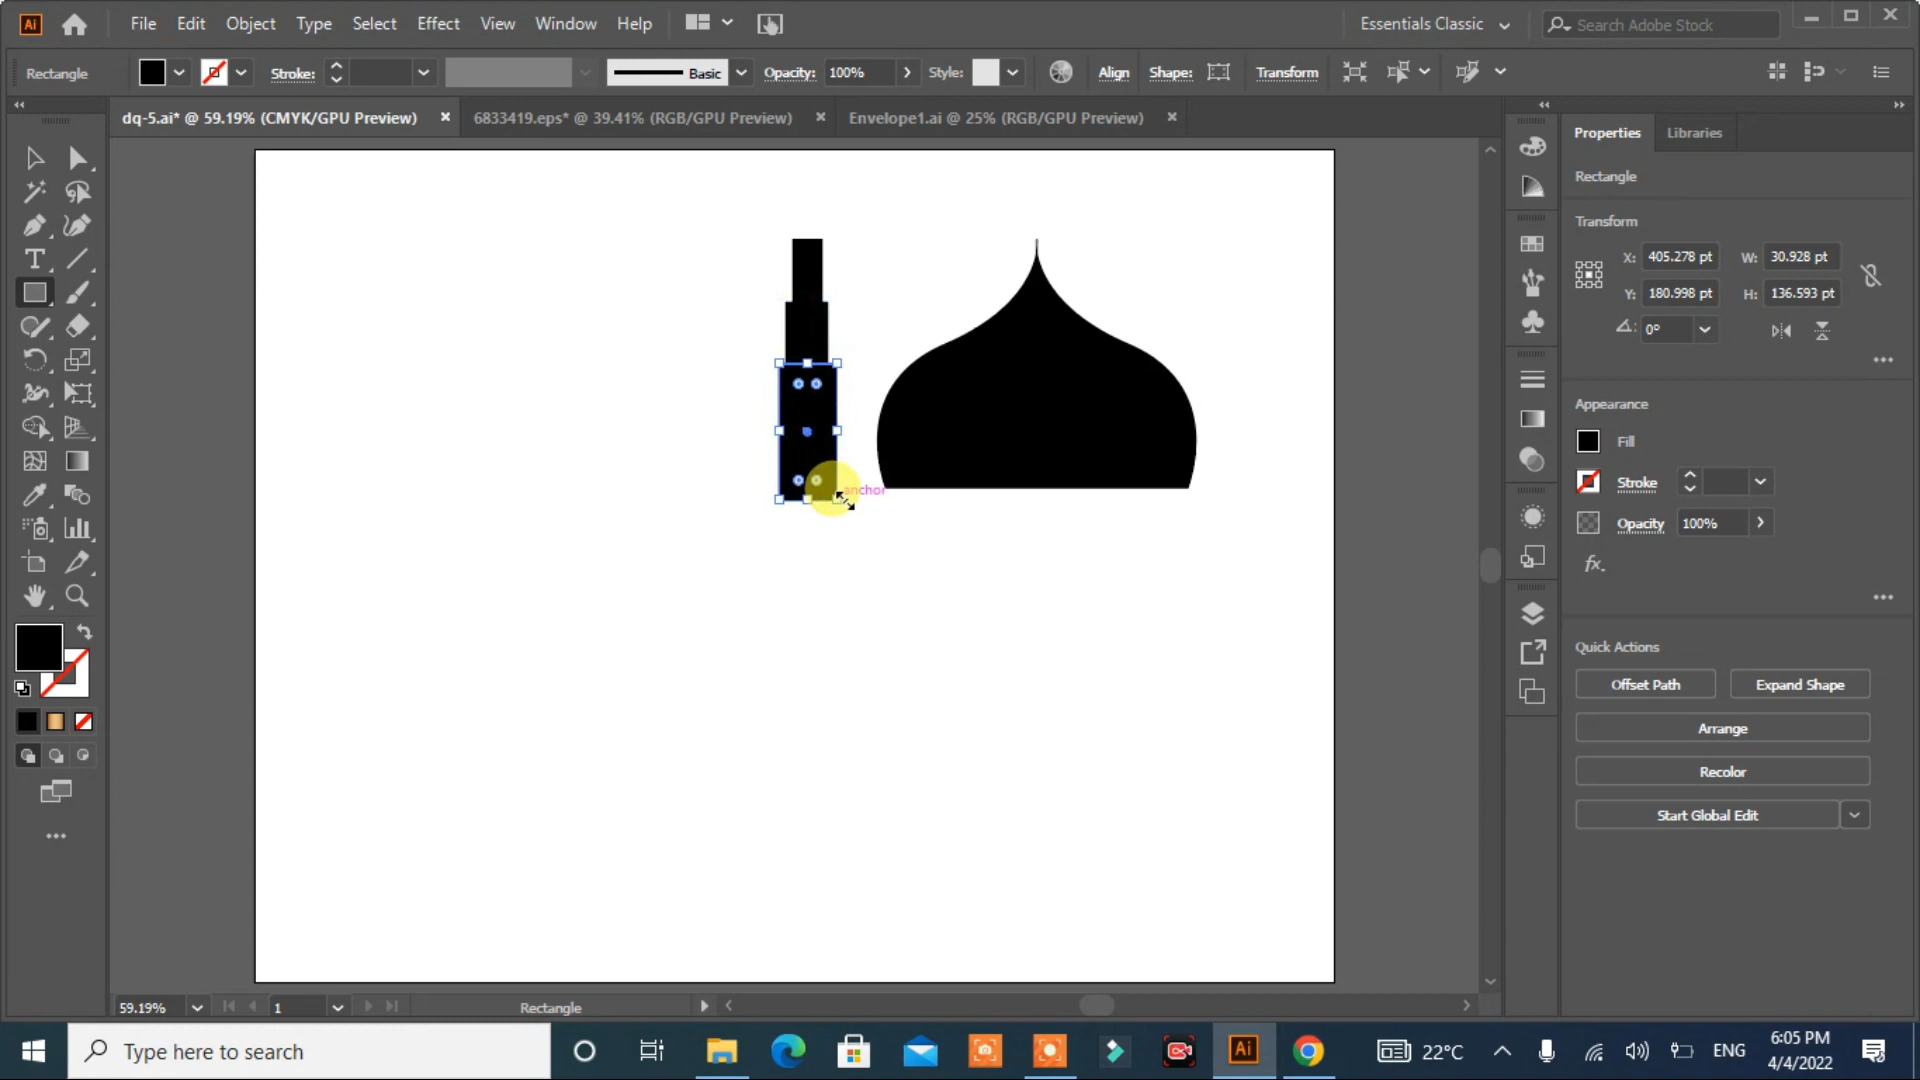 Ai File Edit Object Type Select Effect View Window Help Essentials Classic Search Adobe Stock
Rectangle Stroke: Basic Opacity: 100% Style: Align Shape: Transform
dq-5.ai* @ 59.19% (CMYK/GPU Preview) 6833419.eps* @ 39.41% (RGB/GPU Preview) Envelope1.ai @ 25% (RGB/GPU Preview)
Properties Libraries
Rectangle
Transform
X: 405.278 pt W: 30.928 pt
Y: 180.998 pt H: 136.593 pt
0°
Appearance
Fill
Stroke
Opacity 100%
fx.
anchor
Quick Actions
Offset Path Expand Shape
Arrange
Recolor
Start Global Edit
59.19% 1 Rectangle
Type here to search Ai 22°C ENG 6:05 PM
4/4/2022